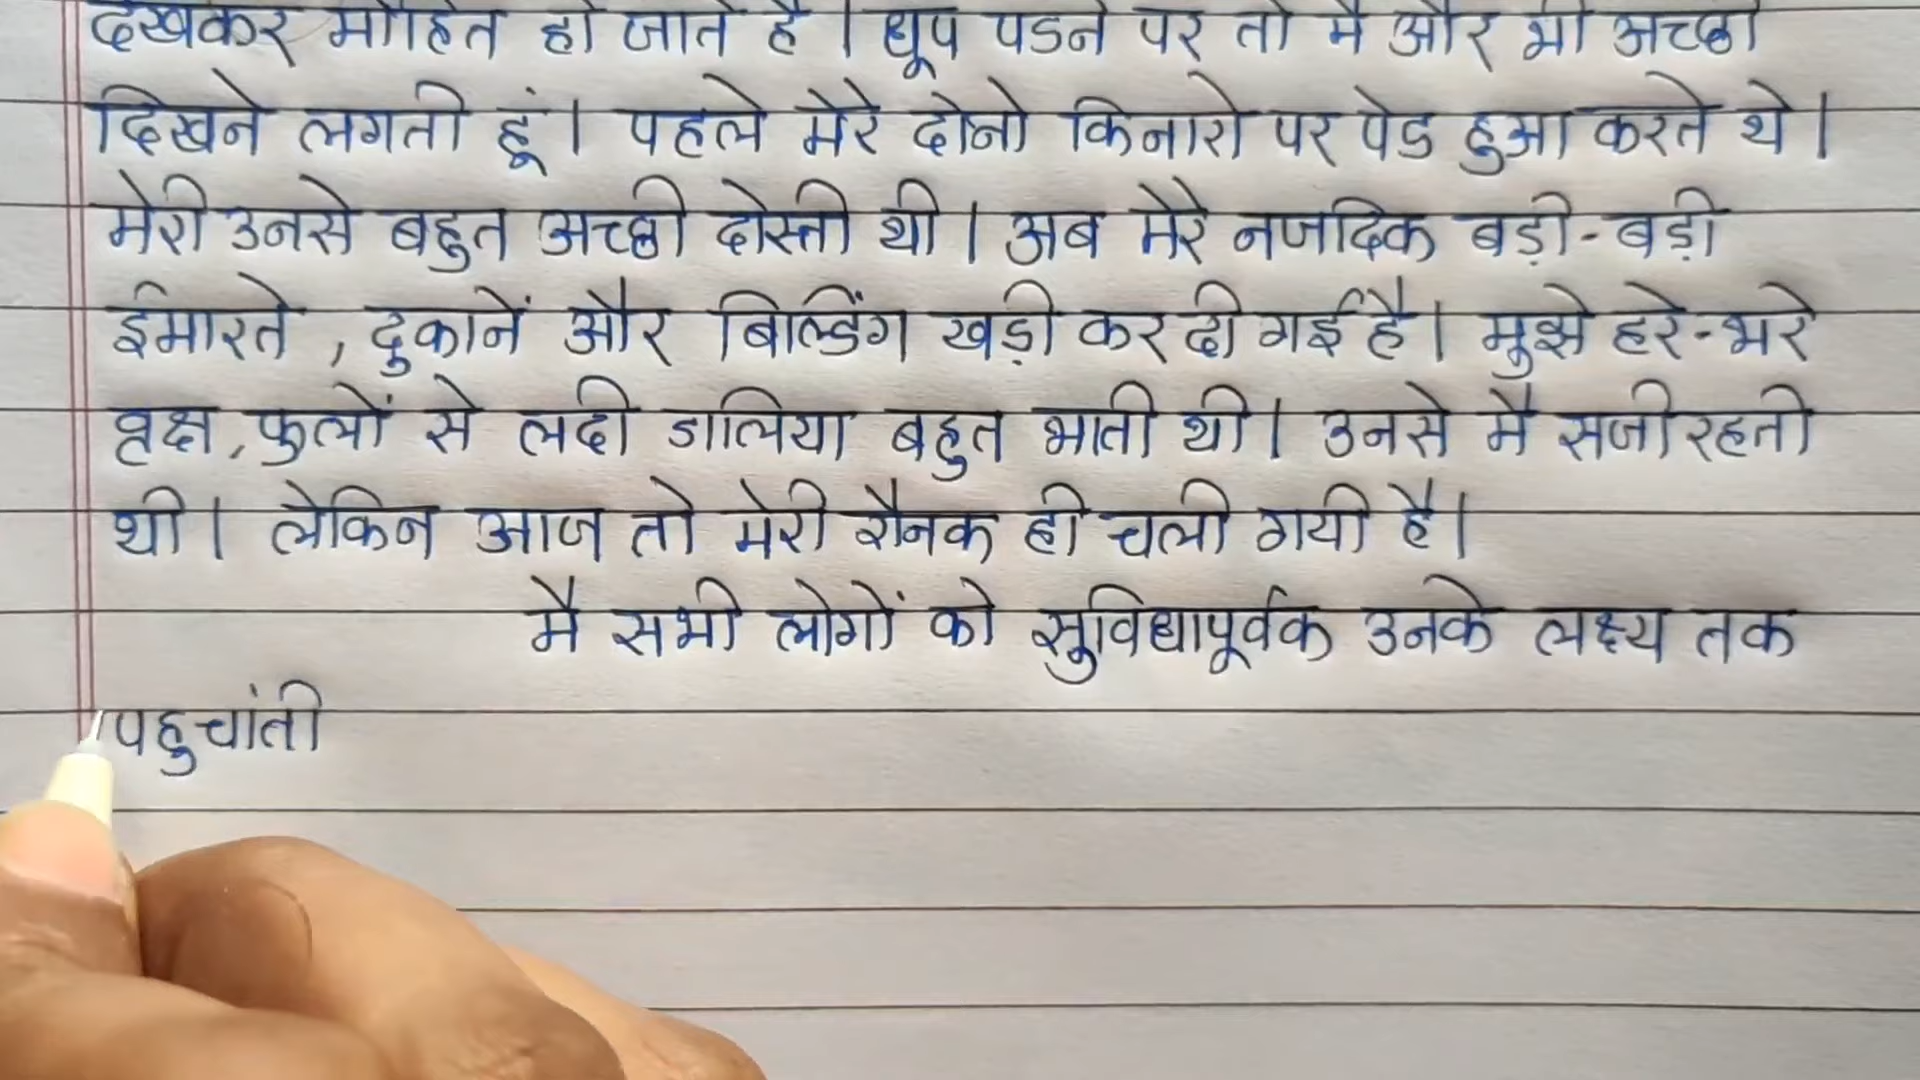 देखकर मोहित हो जाते है । धूप पडने पर तो मै और भी अच्छी
दिखने लगती हूं । पहले मेरे दोनो किनारो पर पेड हुआ करते थे ।
मेरी उनसे बहुत अच्छी दोस्ती थी । अब मेरे नजदिक बड़ी-बड़ी
ईमारते , दुकानें और बिल्डिंग खड़ी कर दी गई है । मुझे हरे-भरे
वृक्ष , फुलों से लदी डालिया बहुत भाती थी । उनसे मै सजी रहती
थी । लेकिन आज तो मेरी रौनक ही चली गयी है ।
मै सभी लोगों को सुविधापूर्वक उनके लक्ष्य तक
पहुचांती